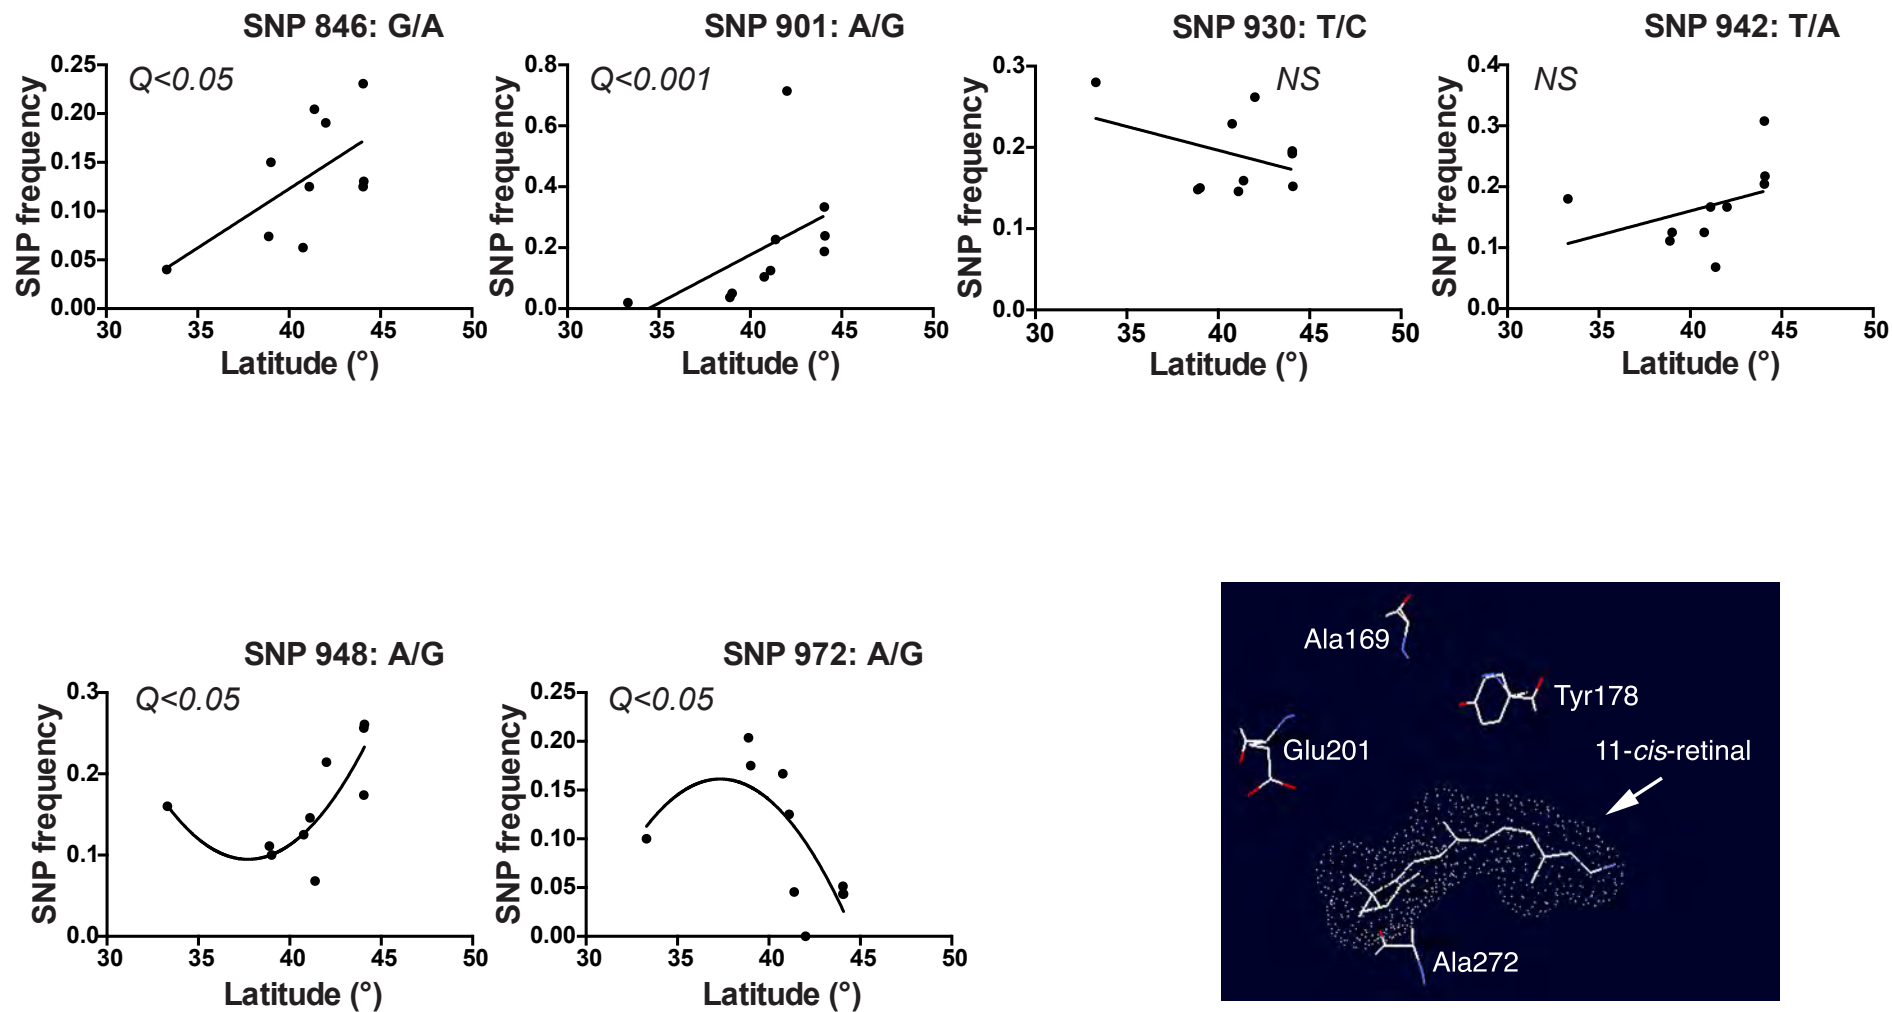 SNP 846: G/A
Q<0.05
SNP frequency
0.25
0.20
0.15
0.10
0.05
0.00
30 35 40 45 50
Latitude (°)
SNP 901: A/G
Q<0.001
SNP frequency
0.8
0.6
0.4
0.2
0.0
30 35 40 45 50
Latitude (°)
SNP 930: T/C
NS
SNP frequency
0.3
0.2
0.1
0.0
30 35 40 45 50
Latitude (°)
SNP 942: T/A
NS
SNP frequency
0.4
0.3
0.2
0.1
0.0
30 35 40 45 50
Latitude (°)
SNP 948: A/G
Q<0.05
SNP frequency
0.3
0.2
0.1
0.0
30 35 40 45 50
Latitude (°)
SNP 972: A/G
Q<0.05
SNP frequency
0.25
0.20
0.15
0.10
0.05
0.00
30 35 40 45 50
Latitude (°)
Ala169
Tyr178
Glu201
11-cis-retinal
Ala272